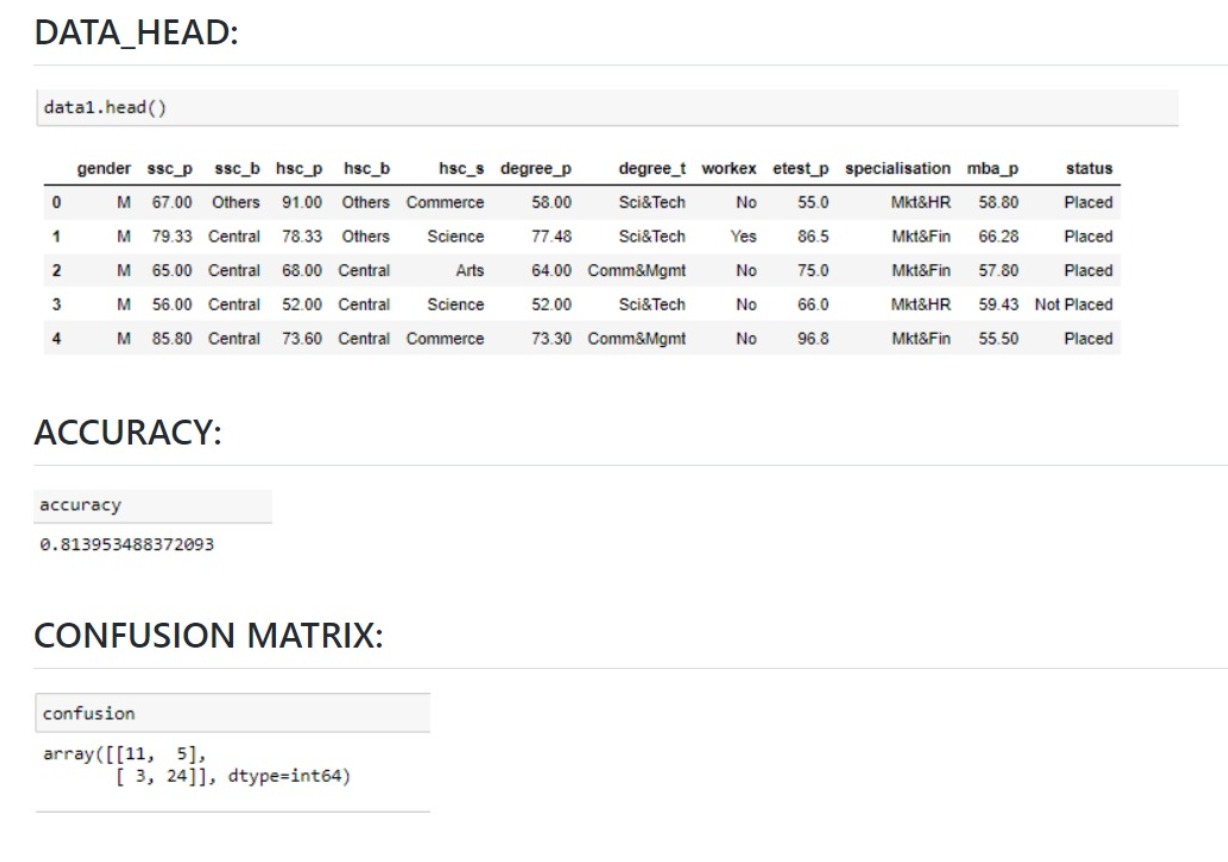 DATA_HEAD:
data1.head()
gender ssc_p ssc_b hsc_p hsc_b hsc_s degree_p degree_t workex etest_p specialisation mba_p status
0 M 67.00 Others 91.00 Others Commerce 58.00 Sci&Tech No 55.0 Mkt&HR 58.80 Placed
1 M 79.33 Central 78.33 Others Science 77.48 Sci&Tech Yes 86.5 Mkt&Fin 66.28 Placed
2 M 65.00 Central 68.00 Central Arts 64.00 Comm&Mgmt No 75.0 Mkt&Fin 57.80 Placed
3 M 56.00 Central 52.00 Central Science 52.00 Sci&Tech No 66.0 Mkt&HR 59.43 Not Placed
4 M 85.80 Central 73.60 Central Commerce 73.30 Comm&Mgmt No 96.8 Mkt&Fin 55.50 Placed
ACCURACY:
accuracy
0.813953488372093
CONFUSION MATRIX:
confusion
array([[11, 5],
[ 3, 24]], dtype=int64)